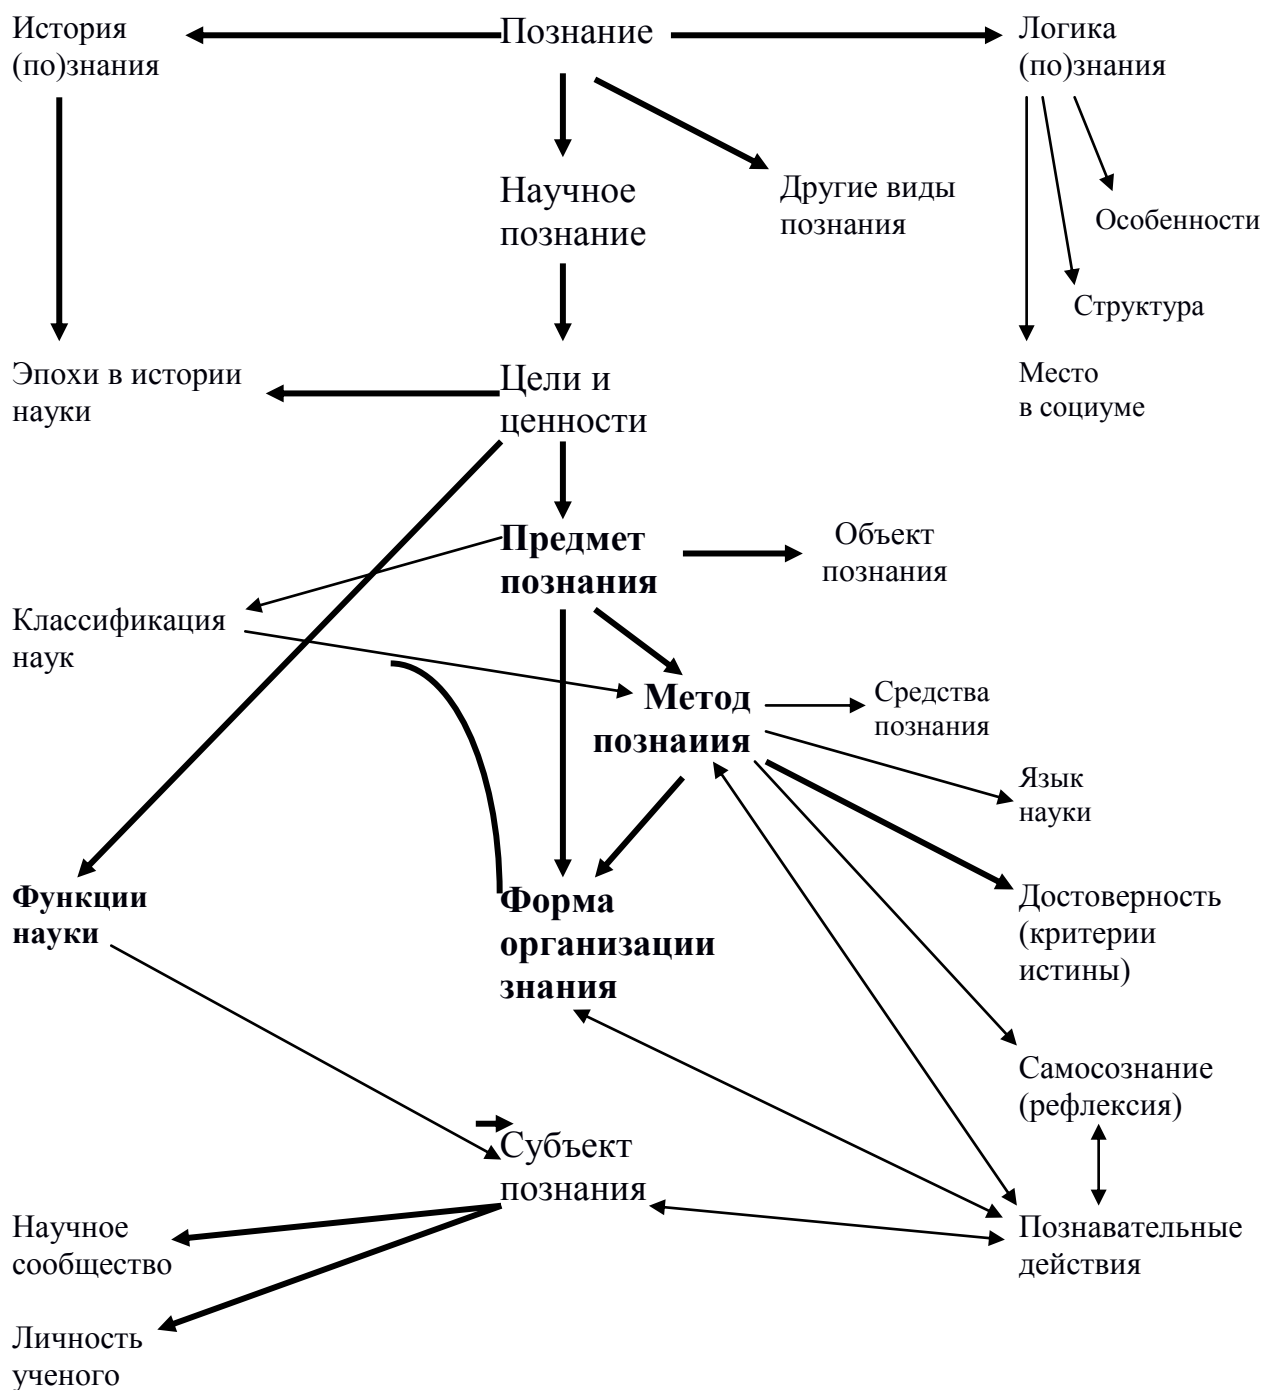 История
(по)знания
Познание
Логика
(по)знания
Научное
познание
Другие виды
познания
Особенности
Структура
Эпохи в истории
науки
Цели и
ценности
Место
в социуме
Предмет
познания
Объект
познания
Классификация
наук
Метод
познаиия
Средства
познания
Язык
науки
Функции
науки
Форма
организации
знания
Достоверность
(критерии
истины)
Самосознание
(рефлексия)
Субъект
познания
Научное
сообщество
Познавательные
действия
Личность
ученого